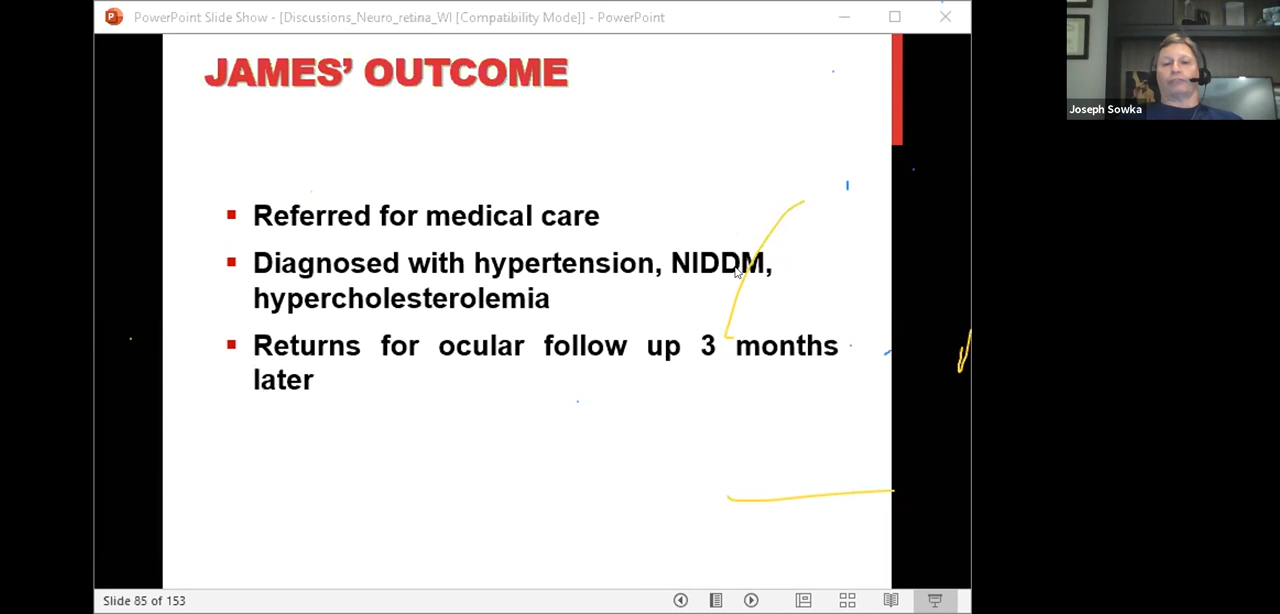 PowerPoint Slide Show - [Discussions_Neuro_retina_WI [Compatibility Mode]] - PowerPoint
JAMES' OUTCOME
Referred for medical care
Diagnosed with hypertension, NIDDM,
hypercholesterolemia
Returns for ocular follow up 3 months
later
Slide 85 of 153
Joseph Sowka